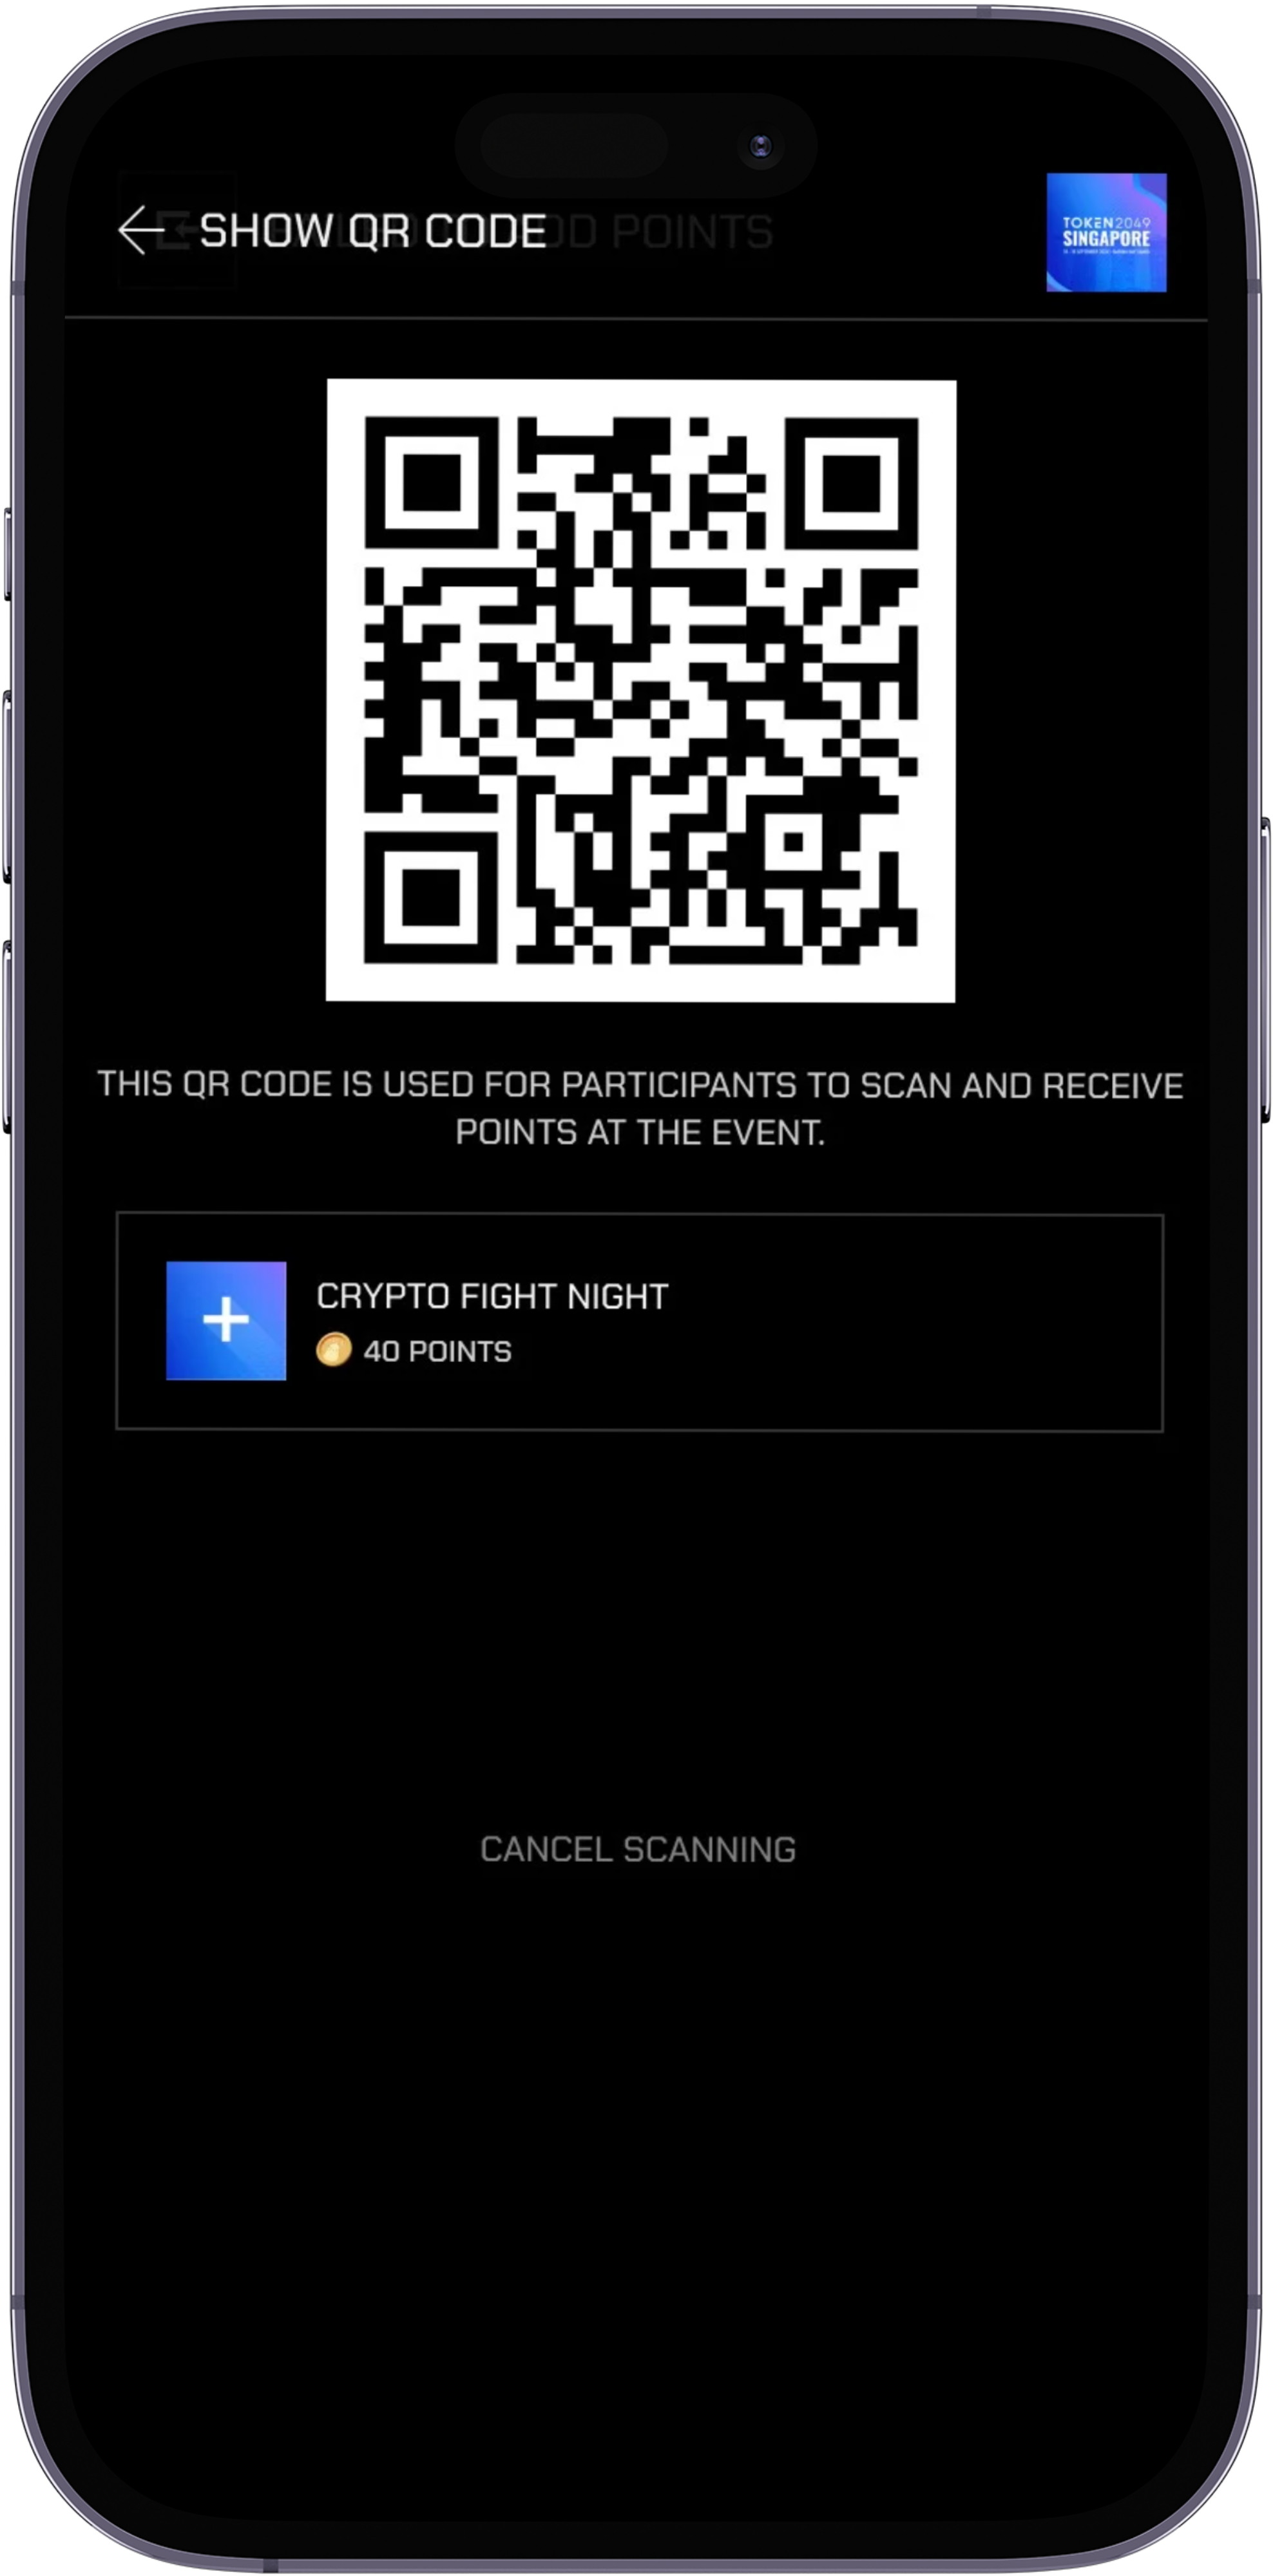 SHOW QR CODE
POINTS
TOKEN2049
SINGAPORE
THIS QR CODE IS USED FOR PARTICIPANTS TO SCAN AND RECEIVE
POINTS AT THE EVENT.
CRYPTO FIGHT NIGHT
40 POINTS
CANCEL SCANNING